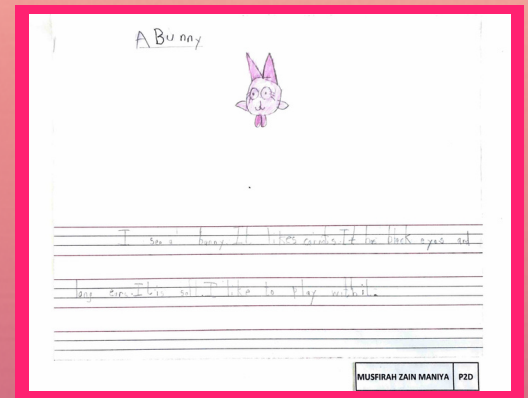 A Bunny
I see a bunny. It likes carrots. It has black eyes and
long ears. It is soft. I like to play with it.
MUSFIRAH ZAIN MANIYA P2D